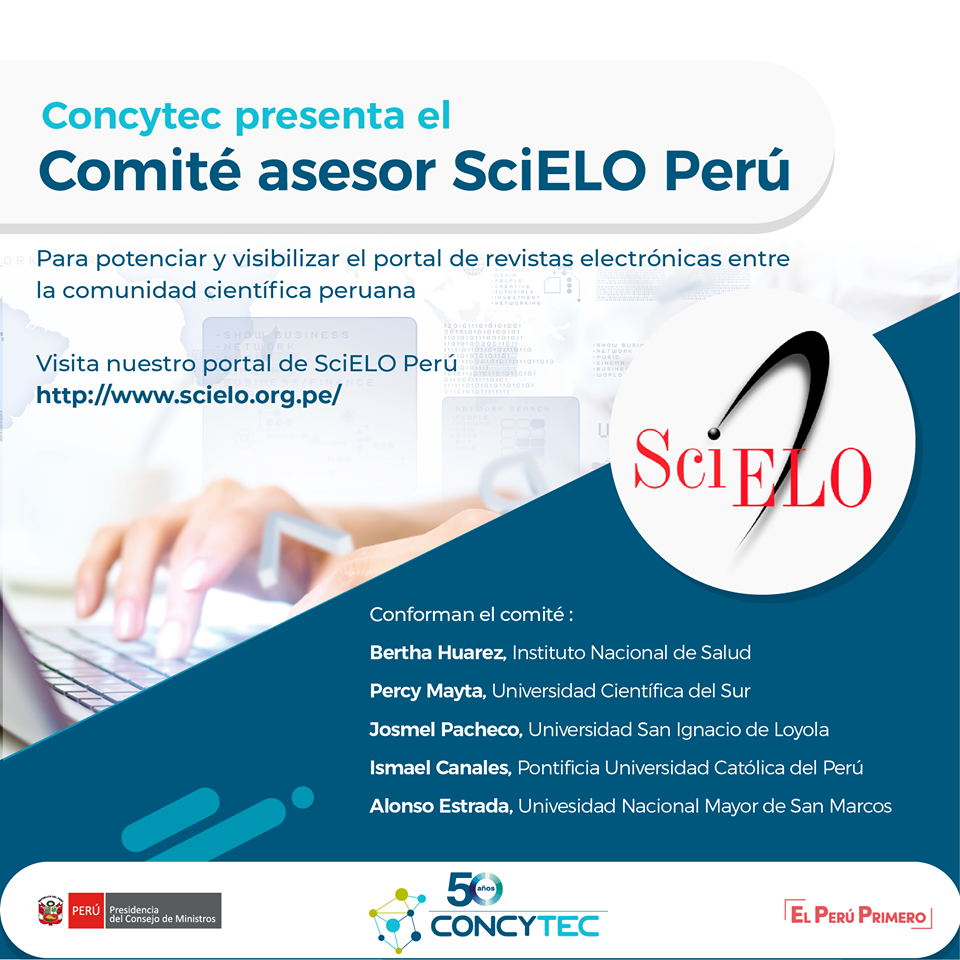 Concytec presenta el
Comité asesor SciELO Perú
Para potenciar y visibilizar el portal de revistas electrónicas entre
la comunidad científica peruana
-SHOW BUSINESS
-NETWORK
Visita nuestro portal de SciELO Perú
http://www.scielo.org.pe/
SciELO
Conforman el comité :
Bertha Huarez, Instituto Nacional de Salud
Percy Mayta, Universidad Científica del Sur
Josmel Pacheco, Universidad San Ignacio de Loyola
Ismael Canales, Pontificia Universidad Católica del Perú
Alonso Estrada, Univesidad Nacional Mayor de San Marcos
PERÚ
Presidencia
del Consejo de Ministros
50 años
CONCYTEC
EL PERÚ PRIMERO